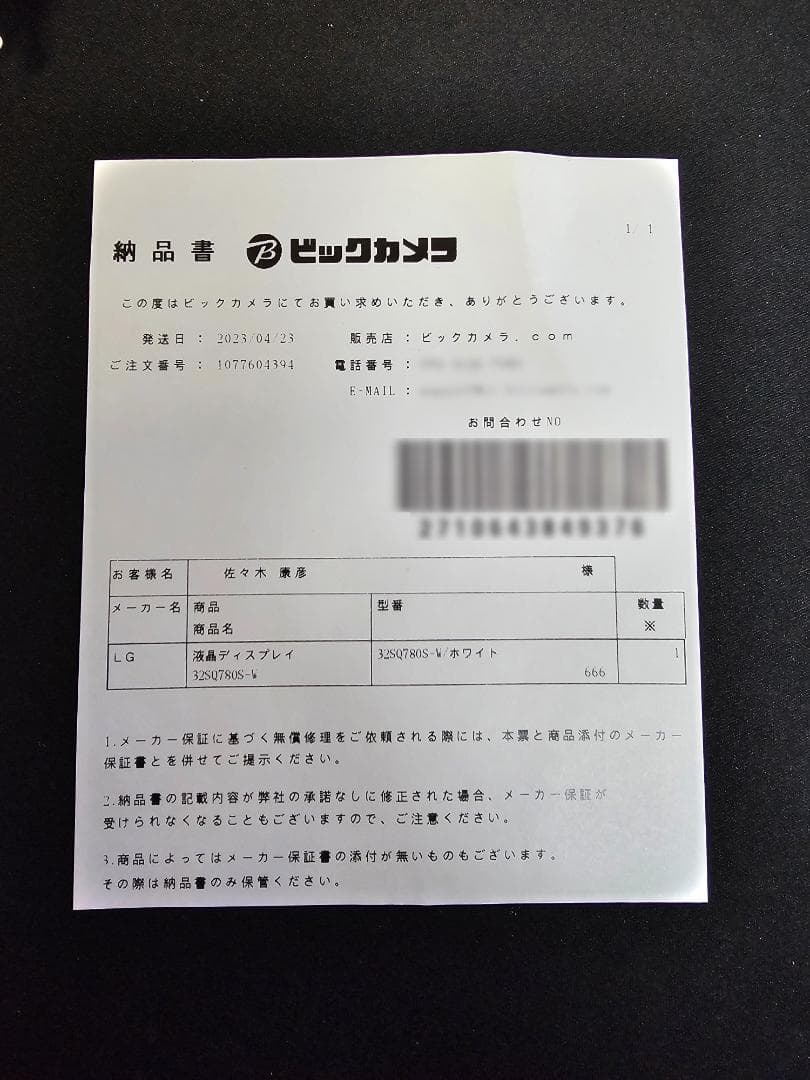 1/ 1
納品書 ビックカメラ
この度はビックカメラにてお買い求めいただき、ありがとうございます。
発送日 : 2023/04/23 販売店 : ビックカメラ.com
ご注文番号 : 1077604394 電話番号 :
E-MAIL :
お問合わせNO
2710643849376
お客様名 佐々木 康彦 様
メーカー名 商品 型番 数量
商品名 ※
LG 液晶ディスプレイ 32SQ780S-W/ホワイト 1
32SQ780S-W 666
1.メーカー保証に基づく無償修理をご依頼される際には、本票と商品添付のメーカー
保証書とを併せてご提示ください。
2.納品書の記載内容が弊社の承諾なしに修正された場合、メーカー保証が
受けられなくなることもございますので、ご注意ください。
3.商品によってはメーカー保証書の添付が無いものもございます。
その際は納品書のみ保管ください。